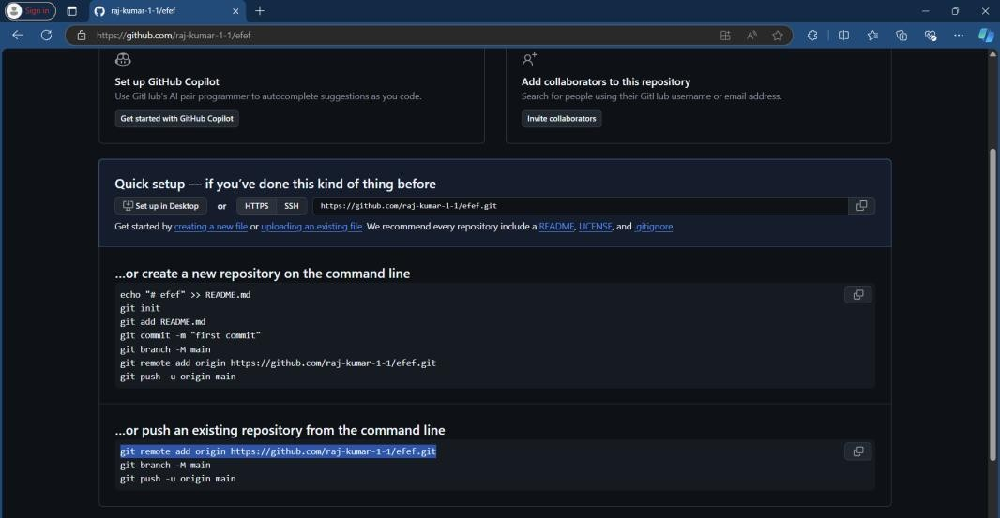 Sign in
raj-kumar-1-1/efef
https://github.com/raj-kumar-1-1/efef
Set up GitHub Copilot
Use GitHub's AI pair programmer to autocomplete suggestions as you code.
Get started with GitHub Copilot
Add collaborators to this repository
Search for people using their GitHub username or email address.
Invite collaborators
Quick setup — if you've done this kind of thing before
Set up in Desktop or HTTPS SSH https://github.com/raj-kumar-1-1/efef.git
Get started by creating a new file or uploading an existing file. We recommend every repository include a README, LICENSE, and .gitignore.
...or create a new repository on the command line
echo "# efef" >> README.md
git init
git add README.md
git commit -m "first commit"
git branch -M main
git remote add origin https://github.com/raj-kumar-1-1/efef.git
git push -u origin main
...or push an existing repository from the command line
git remote add origin https://github.com/raj-kumar-1-1/efef.git
git branch -M main
git push -u origin main